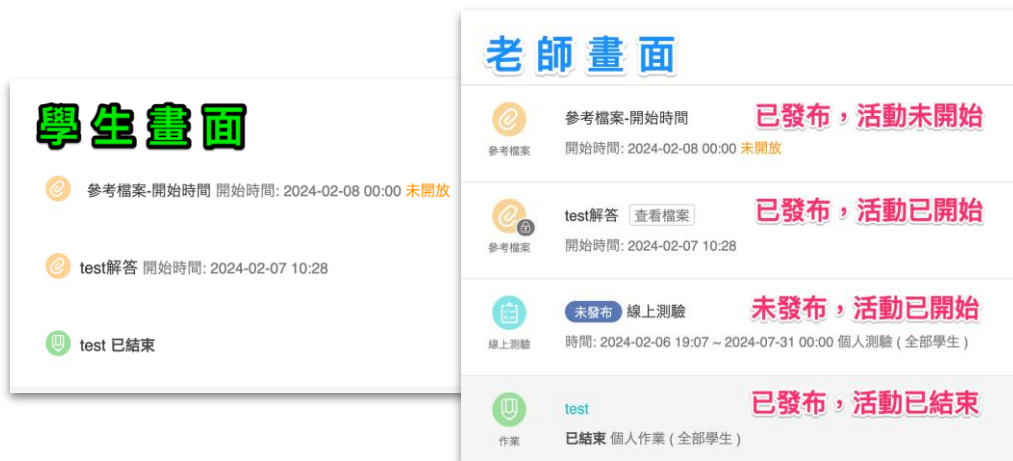 學生畫面
參考檔案-開始時間 開始時間: 2024-02-08 00:00 未開放
test解答 開始時間: 2024-02-07 10:28
test 已結束
老師畫面
參考檔案-開始時間 已發布，活動未開始
參考檔案 開始時間: 2024-02-08 00:00 未開放
test解答 查看檔案 已發布，活動已開始
參考檔案 開始時間: 2024-02-07 10:28
未發布 線上測驗 未發布，活動已開始
線上測驗 時間: 2024-02-06 19:07 ~ 2024-07-31 00:00 個人測驗 ( 全部學生 )
test 已發布，活動已結束
作業 已結束 個人作業 ( 全部學生 )